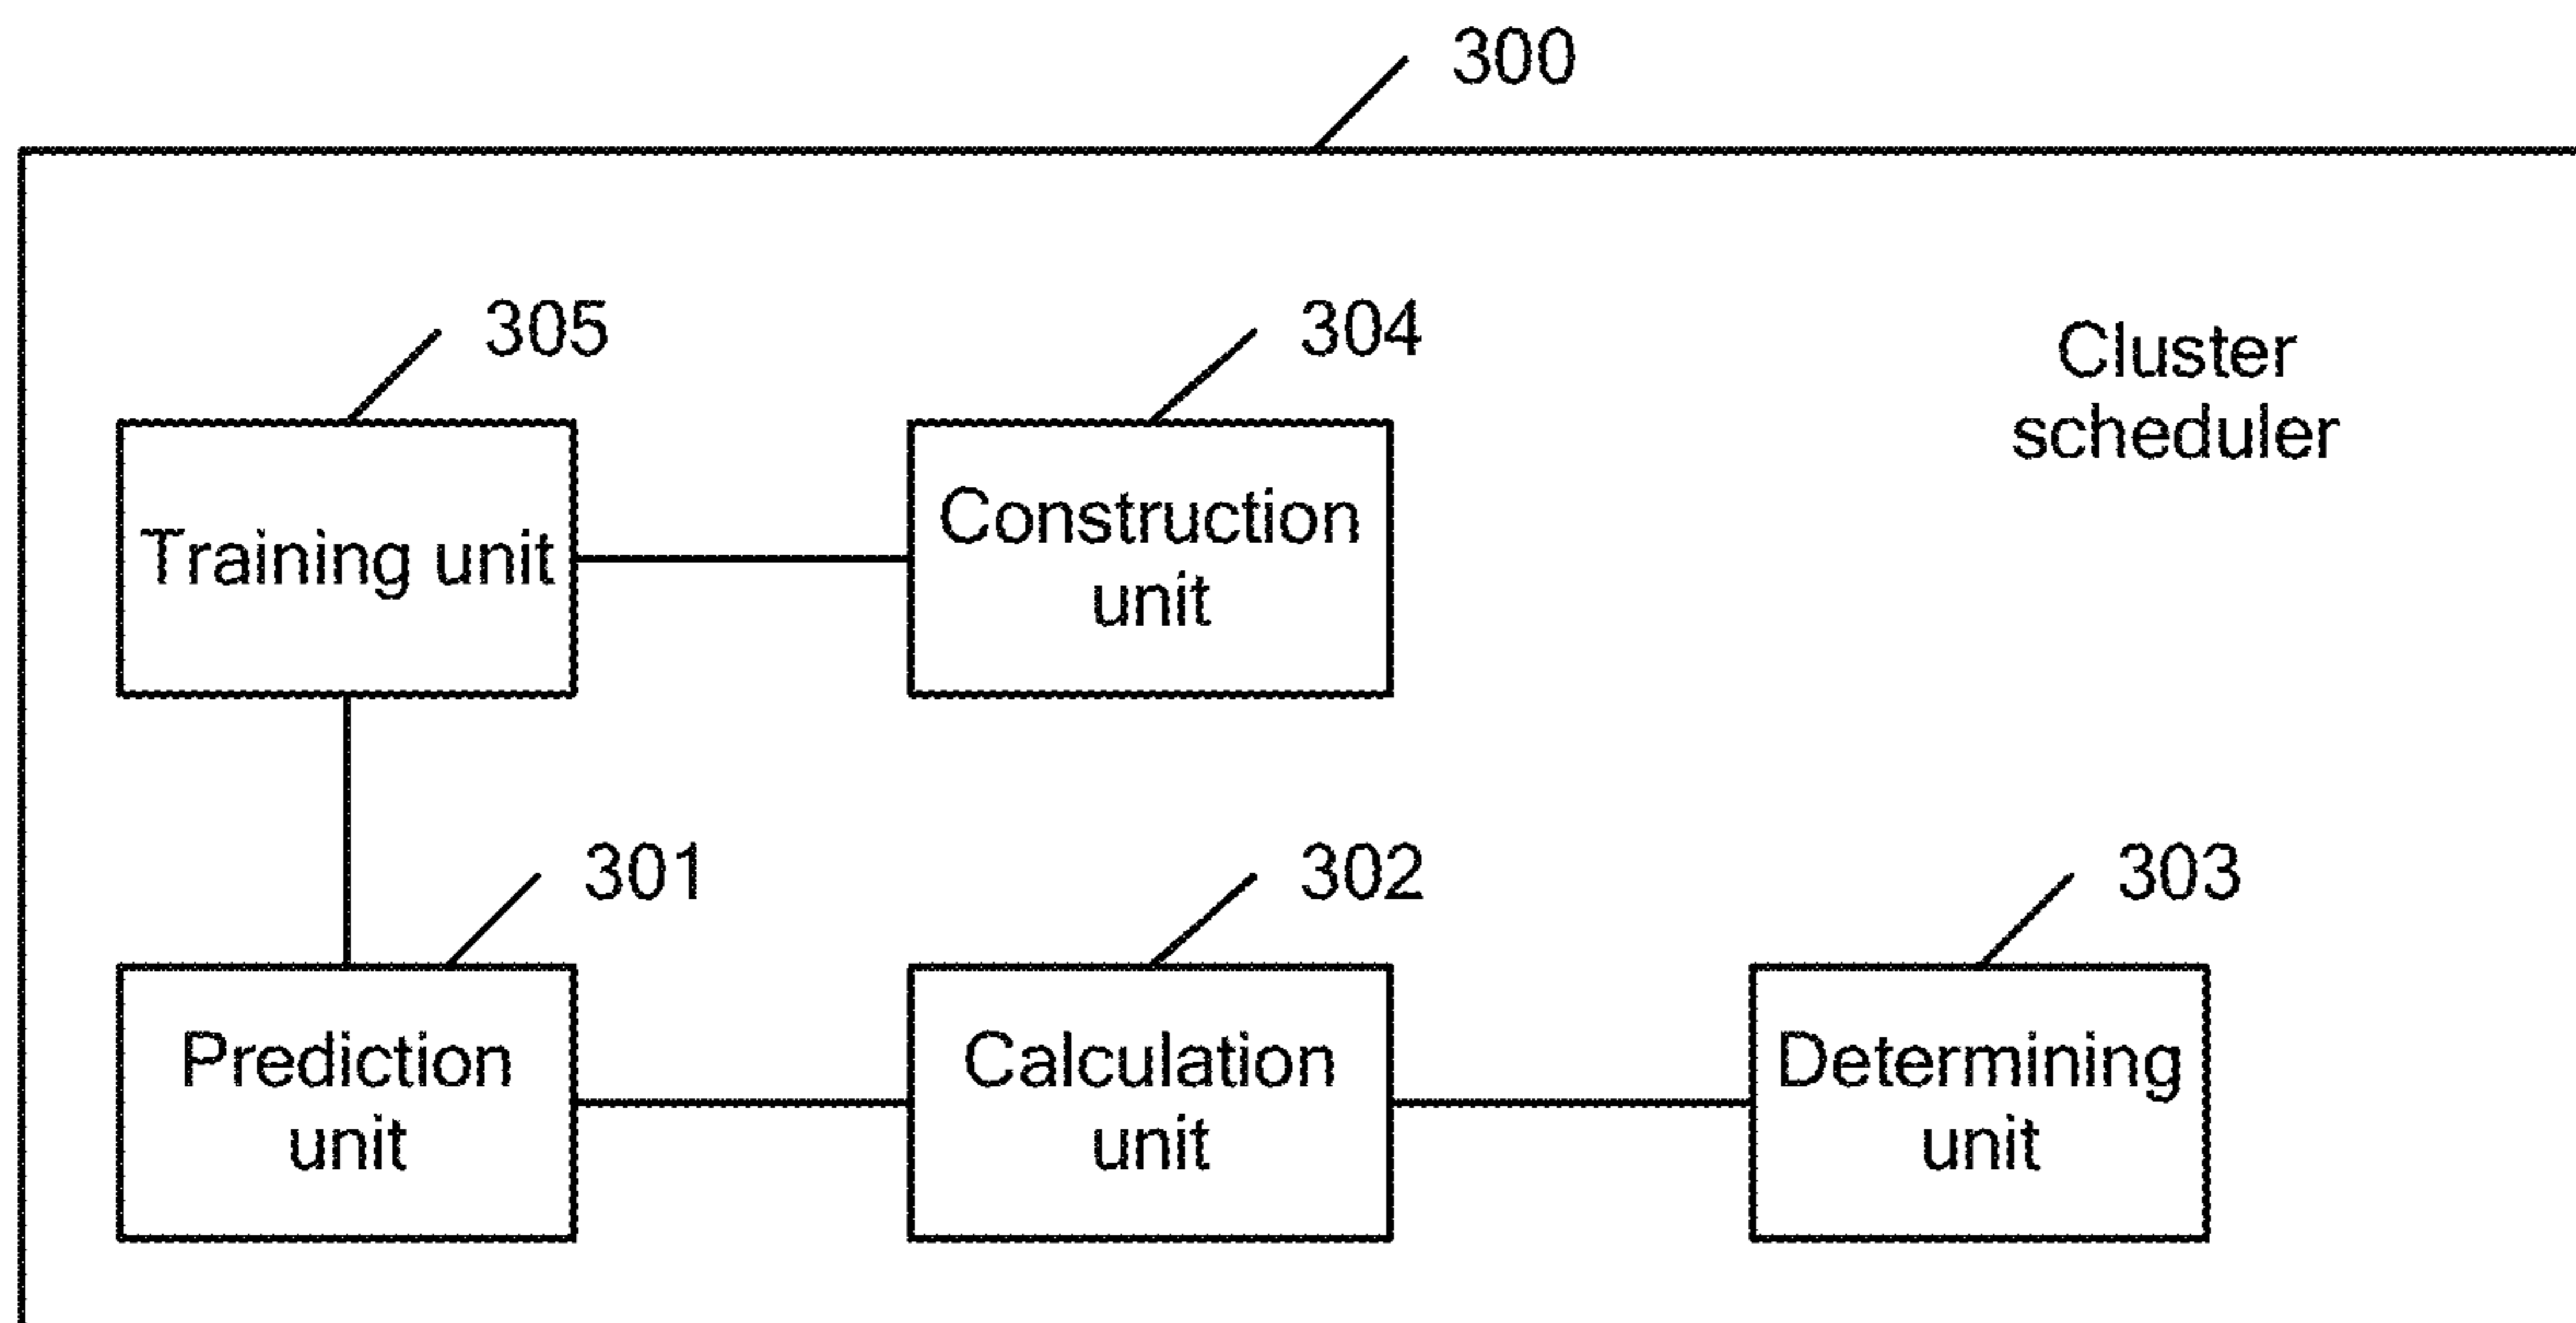 300
305
304
Cluster
scheduler
Training unit
Construction
unit
301
302
303
Prediction
unit
Calculation
unit
Determining
unit